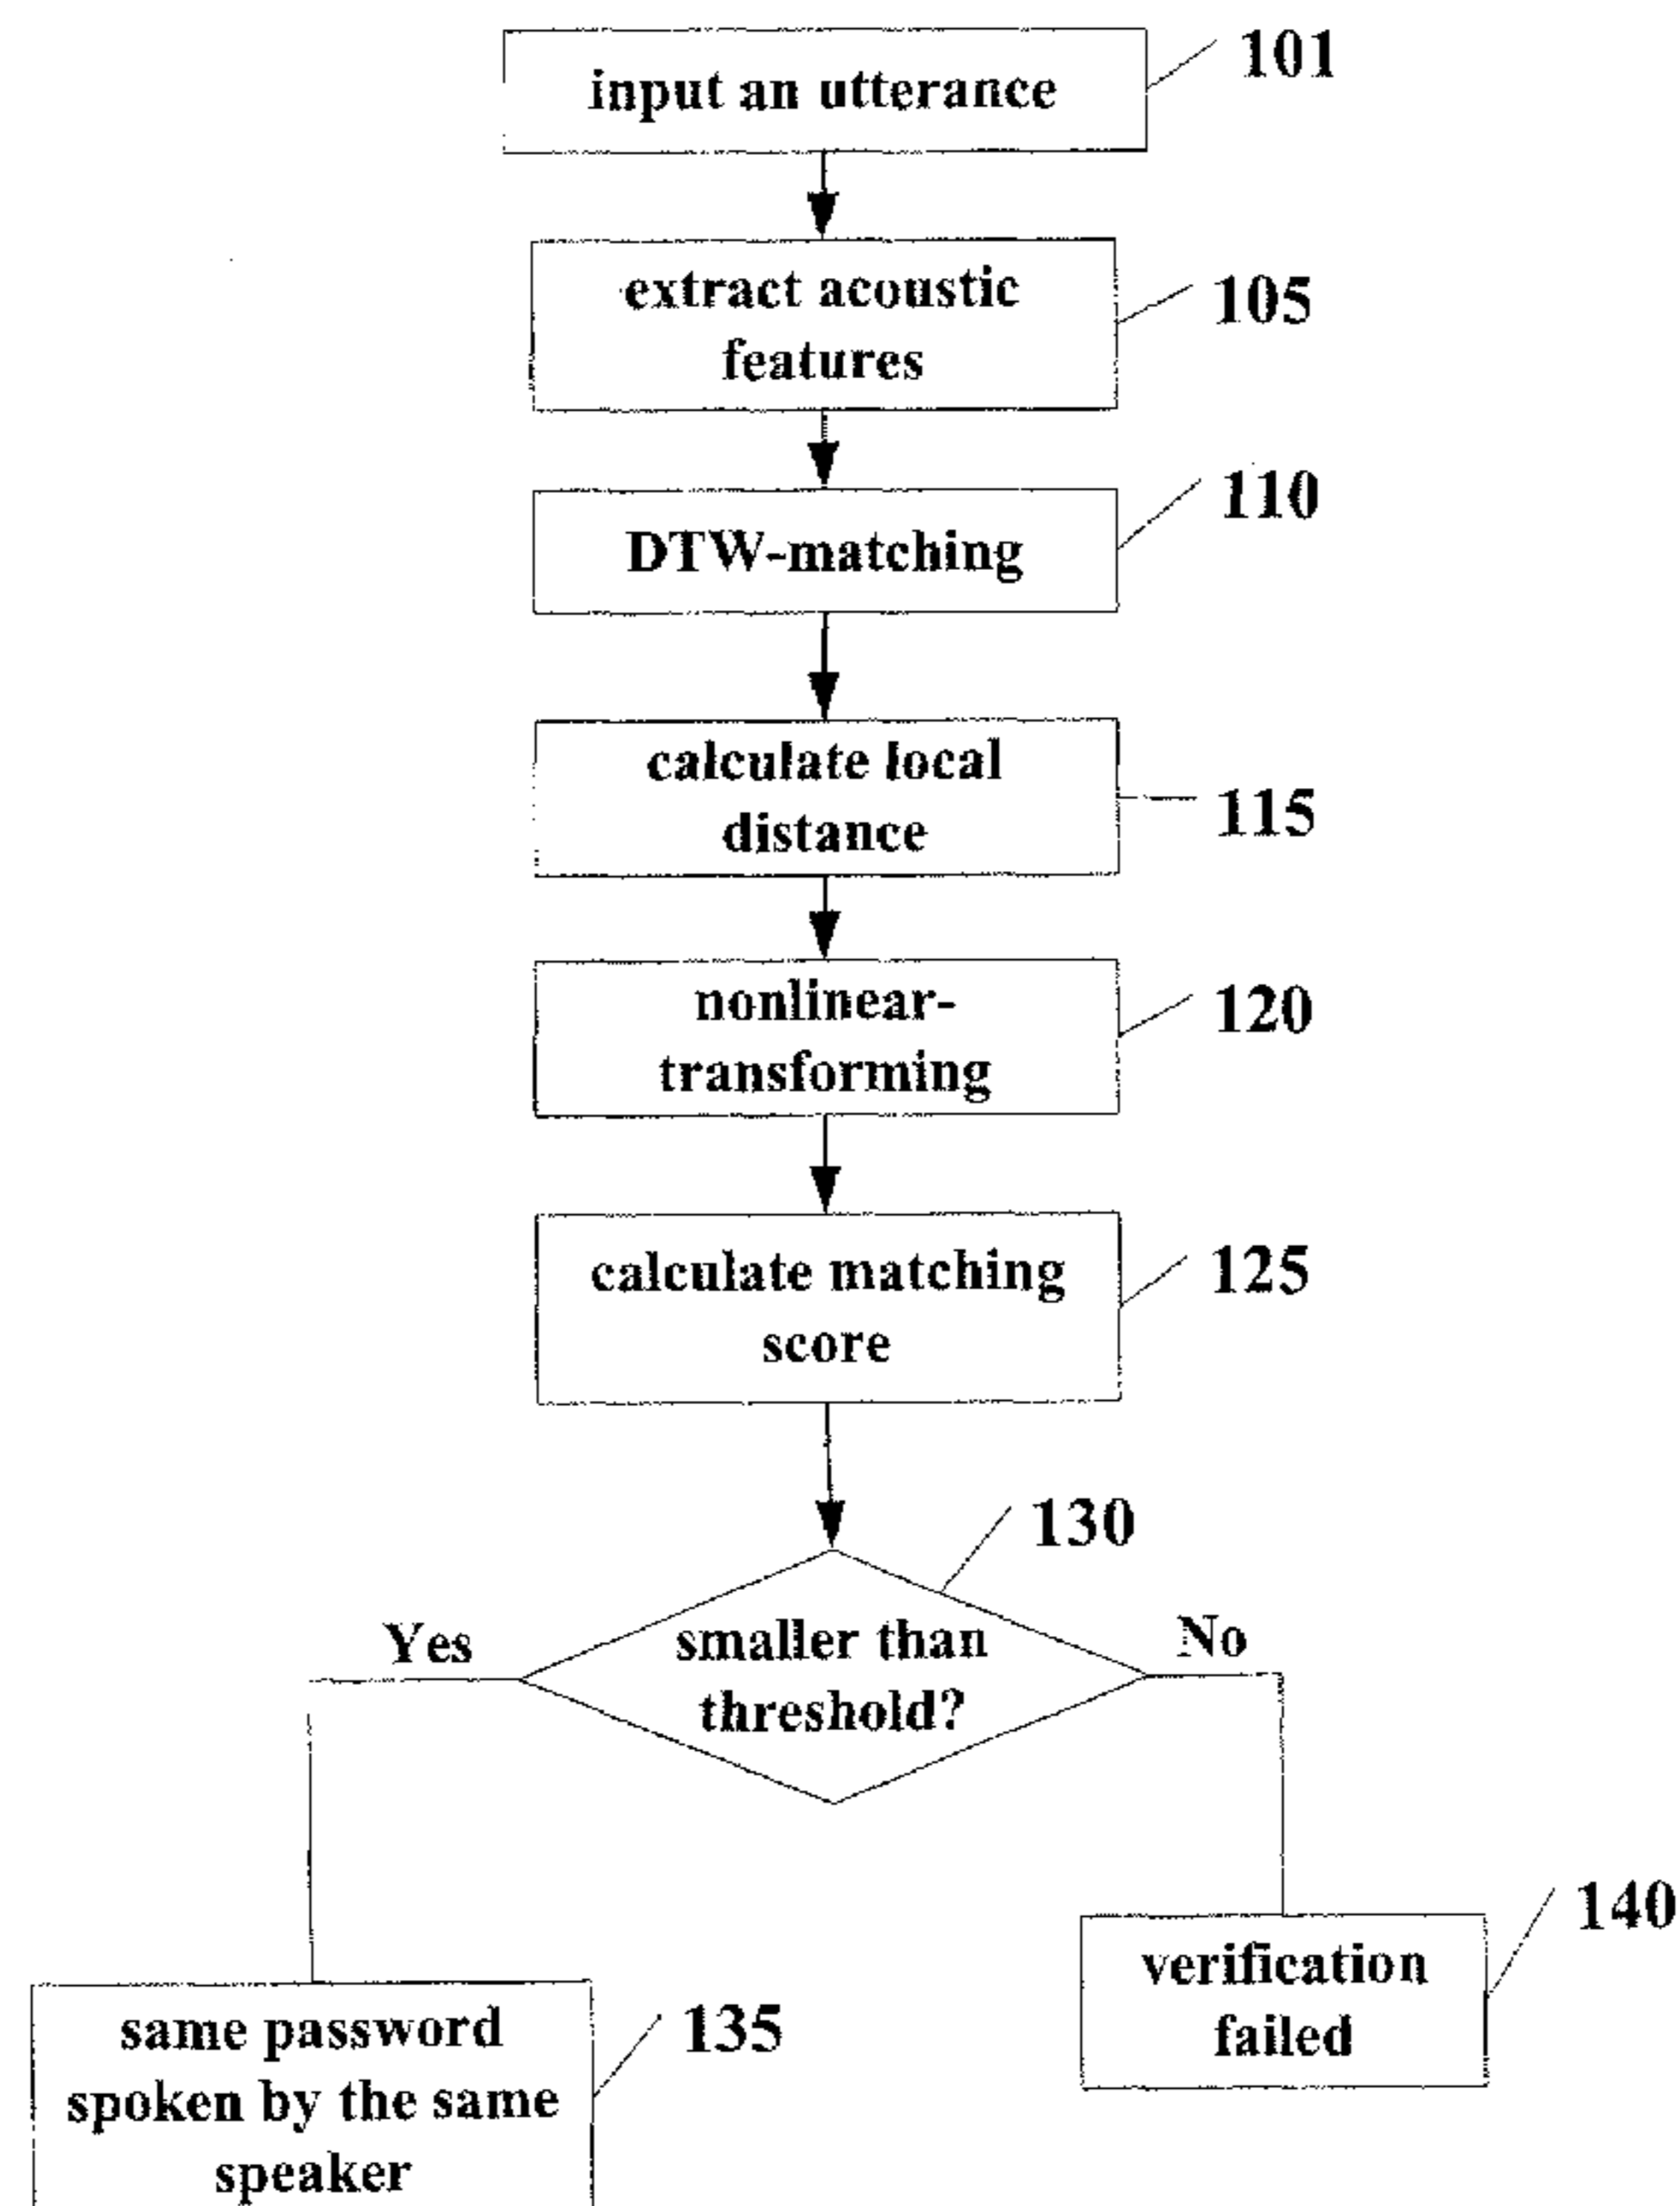 input an utterance
101
extract acoustic
features
105
DTW-matching
110
calculate local
distance
115
nonlinear-
transforming
120
calculate matching
score
125
130
smaller than
threshold?
Yes
No
same password
spoken by the same
speaker
135
verification
failed
140